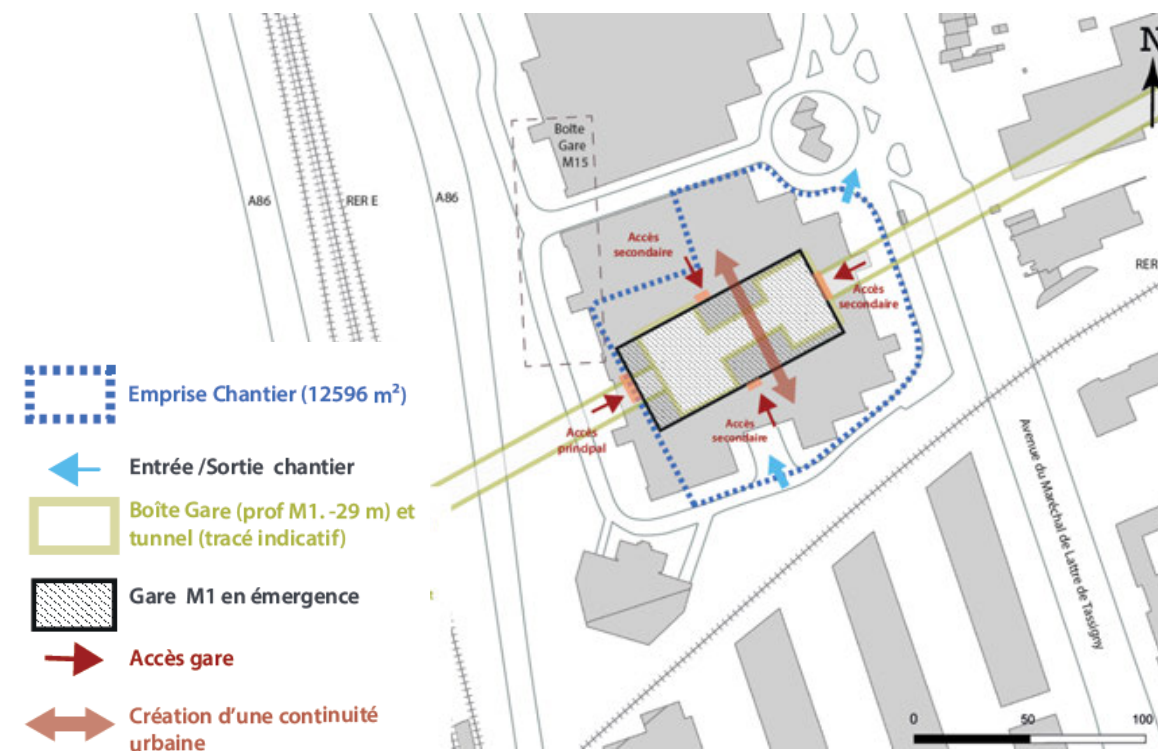 N
Boîte
Gare
M15
A86
RER E
A86
Accès
secondaire
Accès
secondaire
RER
Accès
principal
Accès
secondaire
Avenue du Maréchal de Lattre de Tassigny
Emprise Chantier (12596 m²)
Entrée /Sortie chantier
Boîte Gare (prof M1. -29 m) et
tunnel (tracé indicatif)
Gare M1 en émergence
Accès gare
Création d'une continuité
urbaine
0 50 100